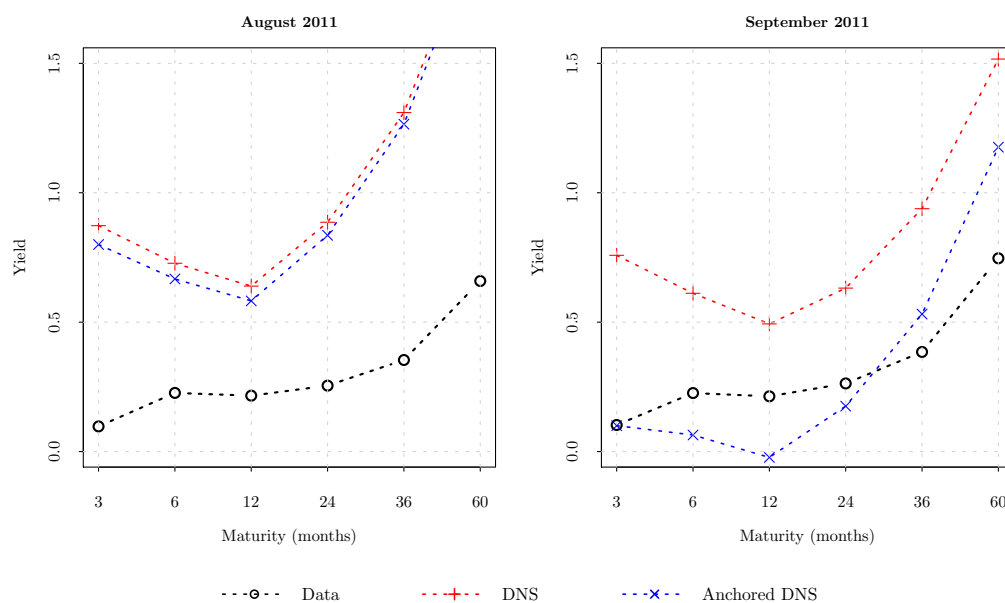 August 2011
September 2011
1.5
1.0
0.5
0.0
Yield
3 6 12 24 36 60
Maturity (months)
1.5
1.0
0.5
0.0
Yield
3 6 12 24 36 60
Maturity (months)
Data DNS Anchored DNS